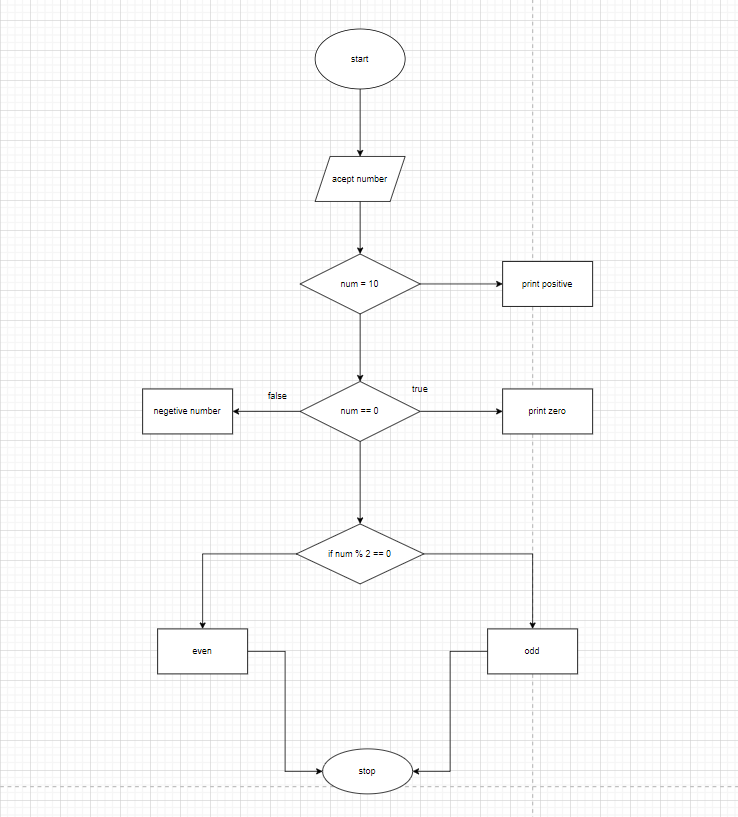 start
acept number
num = 10
print positive
false
true
negetive number
num == 0
print zero
if num % 2 == 0
even
odd
stop